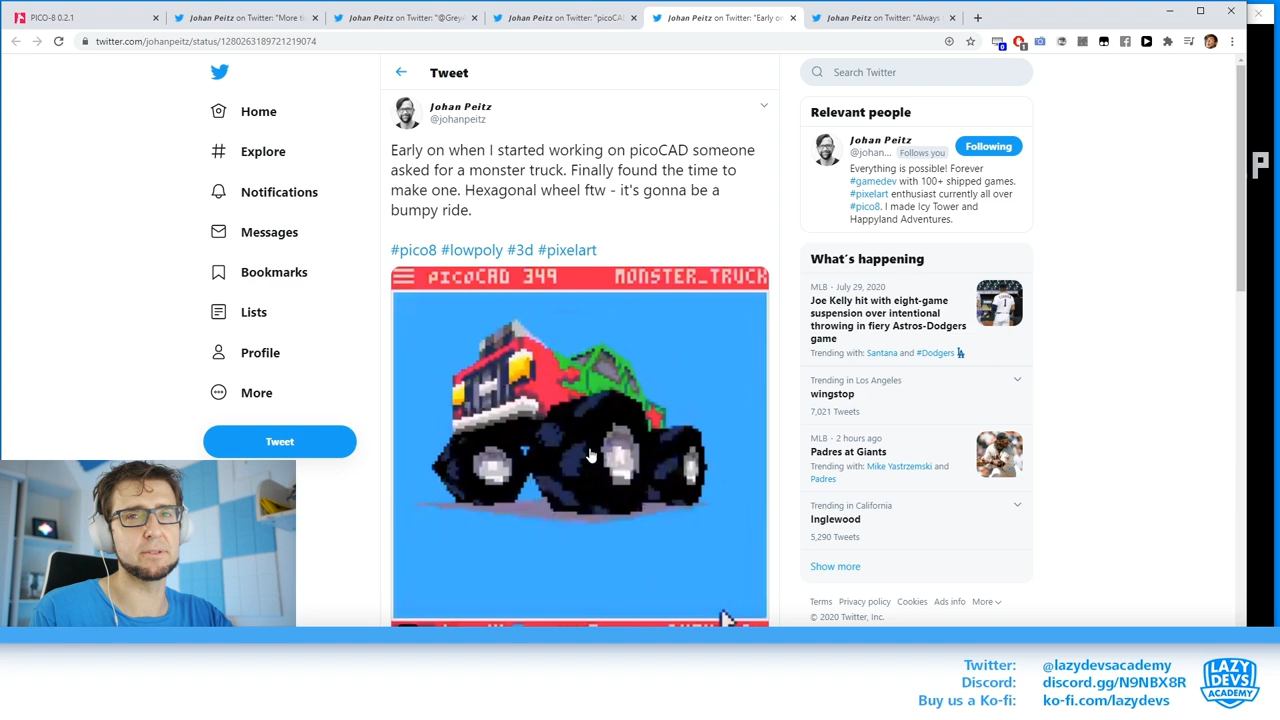 PICO-8 0.2.1
Johan Peitz on Twitter: "More ti
Johan Peitz on Twitter: "@Grey
Johan Peitz on Twitter: "picoCA
Johan Peitz on Twitter: "Early o
Johan Peitz on Twitter: "Always
twitter.com/johanpeitz/status/1280263189721219074
Home
Explore
Notifications
Messages
Bookmarks
Lists
Profile
More
Tweet
Tweet
Johan Peitz
@johanpeitz
Early on when I started working on picoCAD someone
asked for a monster truck. Finally found the time to
make one. Hexagonal wheel ftw - it's gonna be a
bumpy ride.
#pico8 #lowpoly #3d #pixelart
picoCAD 349 MONSTER_TRUCK
Search Twitter
Relevant people
Johan Peitz
@johan... Follows you
Following
Everything is possible! Forever
#gamedev with 100+ shipped games.
#pixelart enthusiast currently all over
#pico8. I made Icy Tower and
Happyland Adventures.
What's happening
MLB · July 29, 2020
Joe Kelly hit with eight-game
suspension over intentional
throwing in fiery Astros-Dodgers
game
Trending with: Santana and #Dodgers
Trending in Los Angeles
wingstop
7,021 Tweets
MLB · 2 hours ago
Padres at Giants
Trending with: Mike Yastrzemski and
Padres
Trending in California
Inglewood
5,290 Tweets
Show more
Terms Privacy policy Cookies Ads info More
© 2020 Twitter, Inc.
P
Twitter: @lazydevsacademy
Discord: discord.gg/N9NBX8R
Buy us a Ko-fi: ko-fi.com/lazydevs
LAZY
DEVS
ACADEMY